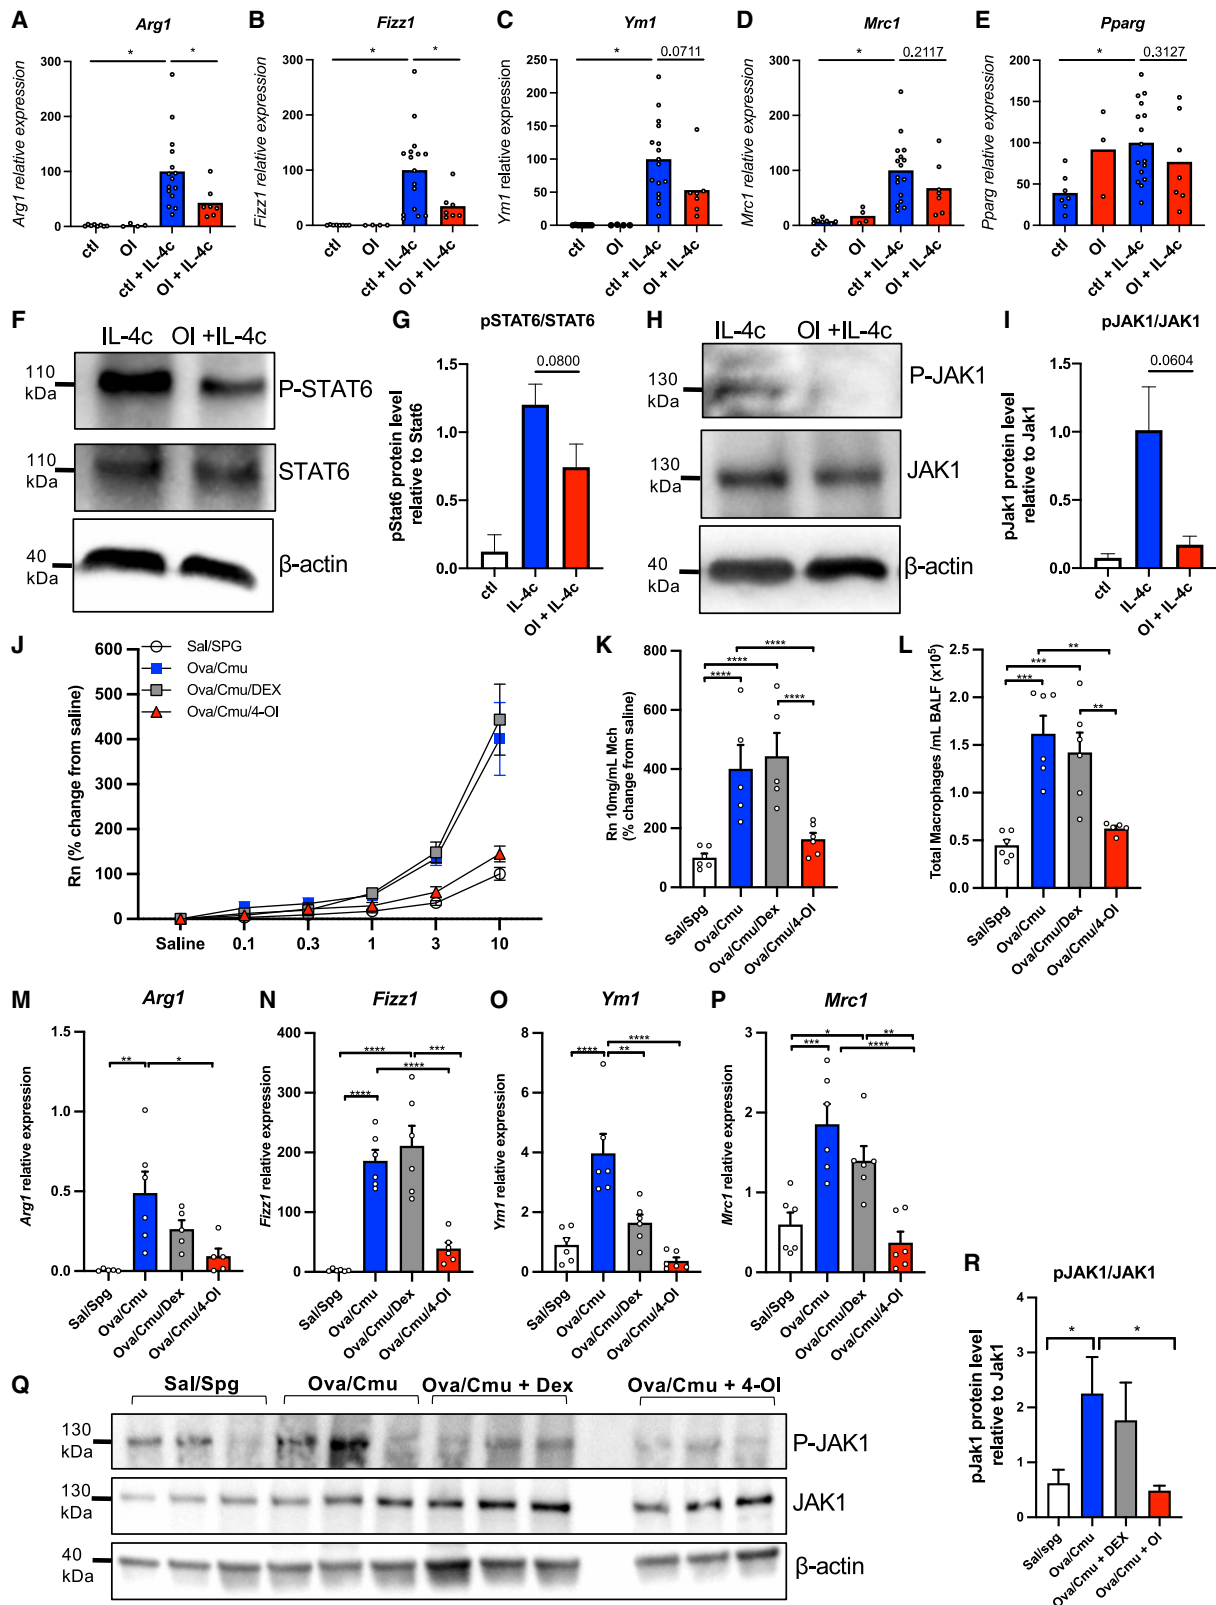 A
Arg1
Arg1 relative expression
300
200
100
0
*
*
ctl
OI
ctl + IL-4c
OI + IL-4c
B
Fizz1
Fizz1 relative expression
300
200
100
0
*
*
ctl
OI
ctl + IL-4c
OI + IL-4c
C
Ym1
Ym1 relative expression
250
200
150
100
50
0
*
0.0711
ctl
OI
ctl + IL-4c
OI + IL-4c
D
Mrc1
Mrc1 relative expression
300
200
100
0
*
0.2117
ctl
OI
ctl + IL-4c
OI + IL-4c
E
Pparg
Pparg relative expression
200
150
100
50
0
*
0.3127
ctl
OI
ctl + IL-4c
OI + IL-4c
F
IL-4c OI +IL-4c
110
kDa
P-STAT6
110
kDa
STAT6
40
kDa
β-actin
G
pSTAT6/STAT6
pStat6 protein level
relative to Stat6
1.5
1.0
0.5
0.0
0.0800
ctl
IL-4c
OI + IL-4c
H
IL-4c OI +IL-4c
130
kDa
P-JAK1
130
kDa
JAK1
40
kDa
β-actin
I
pJAK1/JAK1
pJak1 protein level
relative to Jak1
1.5
1.0
0.5
0.0
0.0604
ctl
IL-4c
OI + IL-4c
J
Rn (% change from saline)
600
500
400
300
200
100
0
Sal/SPG
Ova/Cmu
Ova/Cmu/DEX
Ova/Cmu/4-OI
Saline 0.1 0.3 1 3 10
K
Rn 10mg/mL Mch
(% change from saline)
800
600
400
200
0
****
****
****
****
Sal/Spg
Ova/Cmu
Ova/Cmu/Dex
Ova/Cmu/4-OI
L
Total Macrophages /mL BALF (x10⁵)
2.5
2.0
1.5
1.0
0.5
0.0
**
***
***
**
Sal/Spg
Ova/Cmu
Ova/Cmu/Dex
Ova/Cmu/4-OI
M
Arg1
Arg1 relative expression
1.5
1.0
0.5
0.0
**
*
Sal/Spg
Ova/Cmu
Ova/Cmu/Dex
Ova/Cmu/4-OI
N
Fizz1
Fizz1 relative expression
400
300
200
100
0
****
***
****
****
Sal/Spg
Ova/Cmu
Ova/Cmu/Dex
Ova/Cmu/4-OI
O
Ym1
Ym1 relative expression
8
6
4
2
0
****
****
**
Sal/Spg
Ova/Cmu
Ova/Cmu/Dex
Ova/Cmu/4-OI
P
Mrc1
Mrc1 relative expression
3
2
1
0
*
**
***
****
Sal/Spg
Ova/Cmu
Ova/Cmu/Dex
Ova/Cmu/4-OI
Q
Sal/Spg Ova/Cmu Ova/Cmu + Dex Ova/Cmu + 4-OI
130
kDa
P-JAK1
130
kDa
JAK1
40
kDa
β-actin
R
pJAK1/JAK1
pJak1 protein level
relative to Jak1
4
3
2
1
0
*
*
Sal/spg
Ova/Cmu
Ova/Cmu + DEX
Ova/Cmu + OI